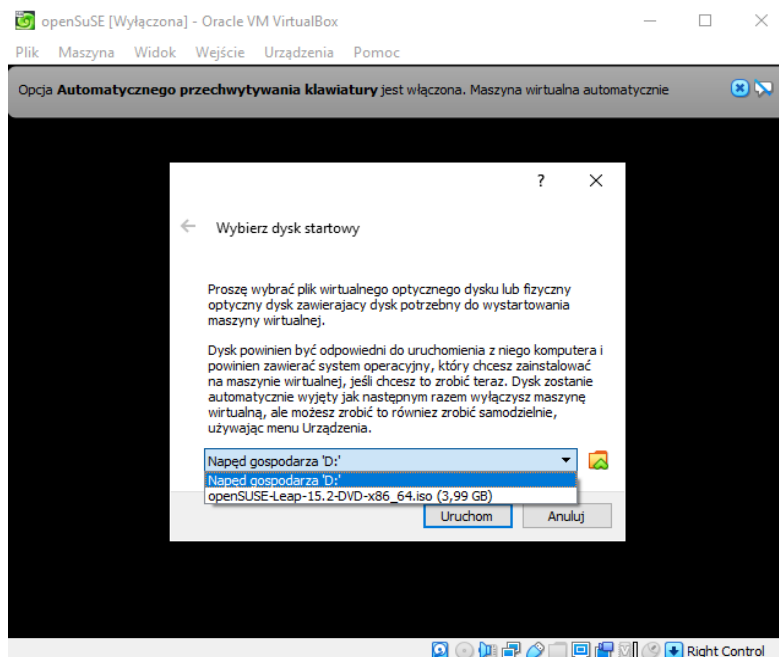 openSuSE [Wyłączona] - Oracle VM VirtualBox
Plik Maszyna Widok Wejście Urządzenia Pomoc
Opcja Automatycznego przechwytywania klawiatury jest włączona. Maszyna wirtualna automatycznie
?
Wybierz dysk startowy
Proszę wybrać plik wirtualnego optycznego dysku lub fizyczny
optyczny dysk zawierajacy dysk potrzebny do wystartowania
maszyny wirtualnej.
Dysk powinien być odpowiedni do uruchomienia z niego komputera i
powinien zawierać system operacyjny, który chcesz zainstalować
na maszynie wirtualnej, jeśli chcesz to zrobić teraz. Dysk zostanie
automatycznie wyjęty jak następnym razem wyłączysz maszynę
wirtualną, ale możesz zrobić to równiez zrobić samodzielnie,
używając menu Urządzenia.
Napęd gospodarza 'D:'
Napęd gospodarza 'D:'
openSUSE-Leap-15.2-DVD-x86_64.iso (3,99 GB)
Uruchom Anuluj
Right Control